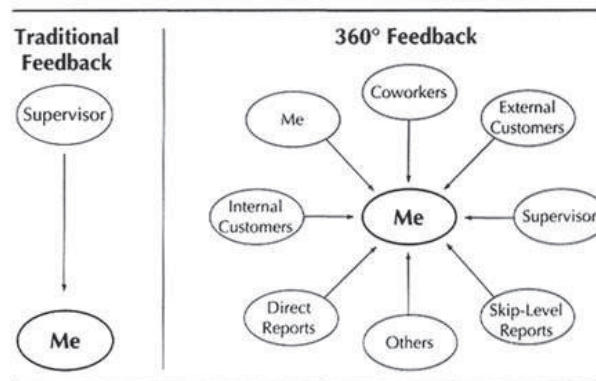 Traditional
Feedback
Supervisor
Me
360° Feedback
Coworkers
Me
External
Customers
Internal
Customers
Me
Supervisor
Direct
Reports
Others
Skip-Level
Reports